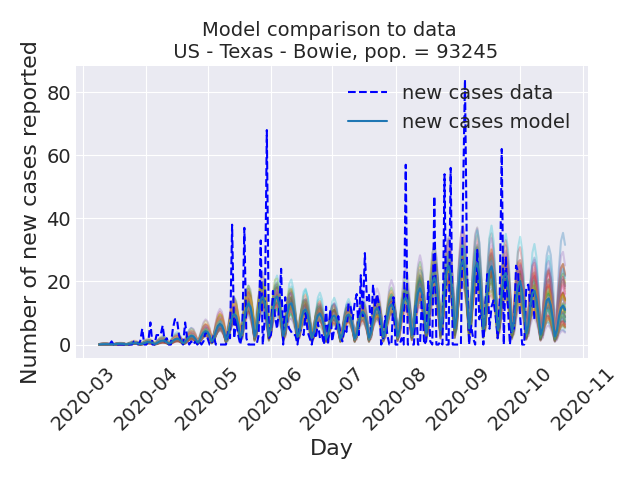 Model comparison to data
US - Texas - Bowie, pop. = 93245
Number of new cases reported
80
60
40
20
0
new cases data
new cases model
2020-03
2020-04
2020-05
2020-06
2020-07
2020-08
2020-09
2020-10
2020-11
Day